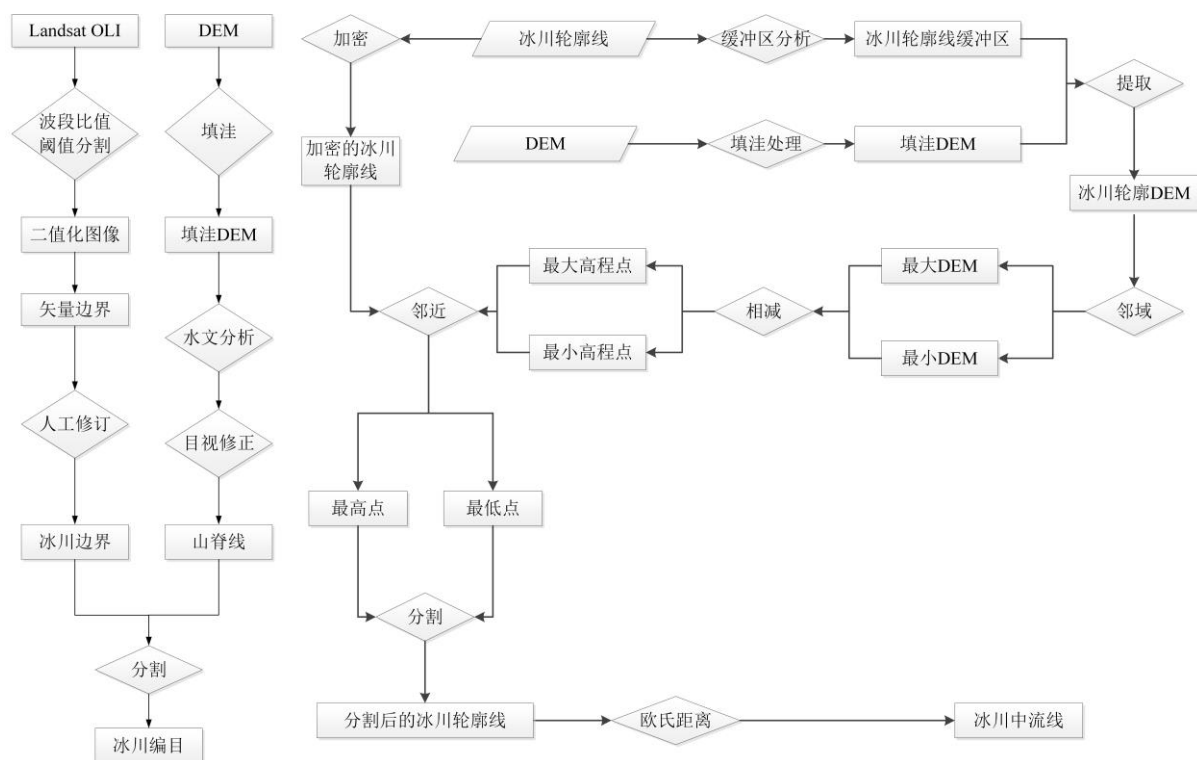 Landsat OLI
波段比值
阈值分割
二值化图像
矢量边界
人工修订
冰川边界
DEM
填洼
填洼DEM
水文分析
目视修正
山脊线
分割
冰川编目
加密
冰川轮廓线
缓冲区分析
冰川轮廓线缓冲区
提取
DEM
填洼处理
填洼DEM
加密的冰川
轮廓线
冰川轮廓DEM
最大高程点
最大DEM
邻近
相减
邻域
最小高程点
最小DEM
最高点
最低点
分割
分割后的冰川轮廓线
欧氏距离
冰川中流线